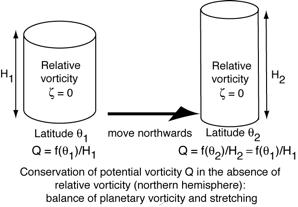 H1
Relative
vorticity
ζ = 0
Latitude θ1
Q = f(θ1)/H1
move northwards
Relative
vorticity
ζ = 0
H2
Latitude θ2
Q = f(θ2)/H2 = f(θ1)/H1
Conservation of potential vorticity Q in the absence of
relative vorticity (northern hemisphere):
balance of planetary vorticity and stretching